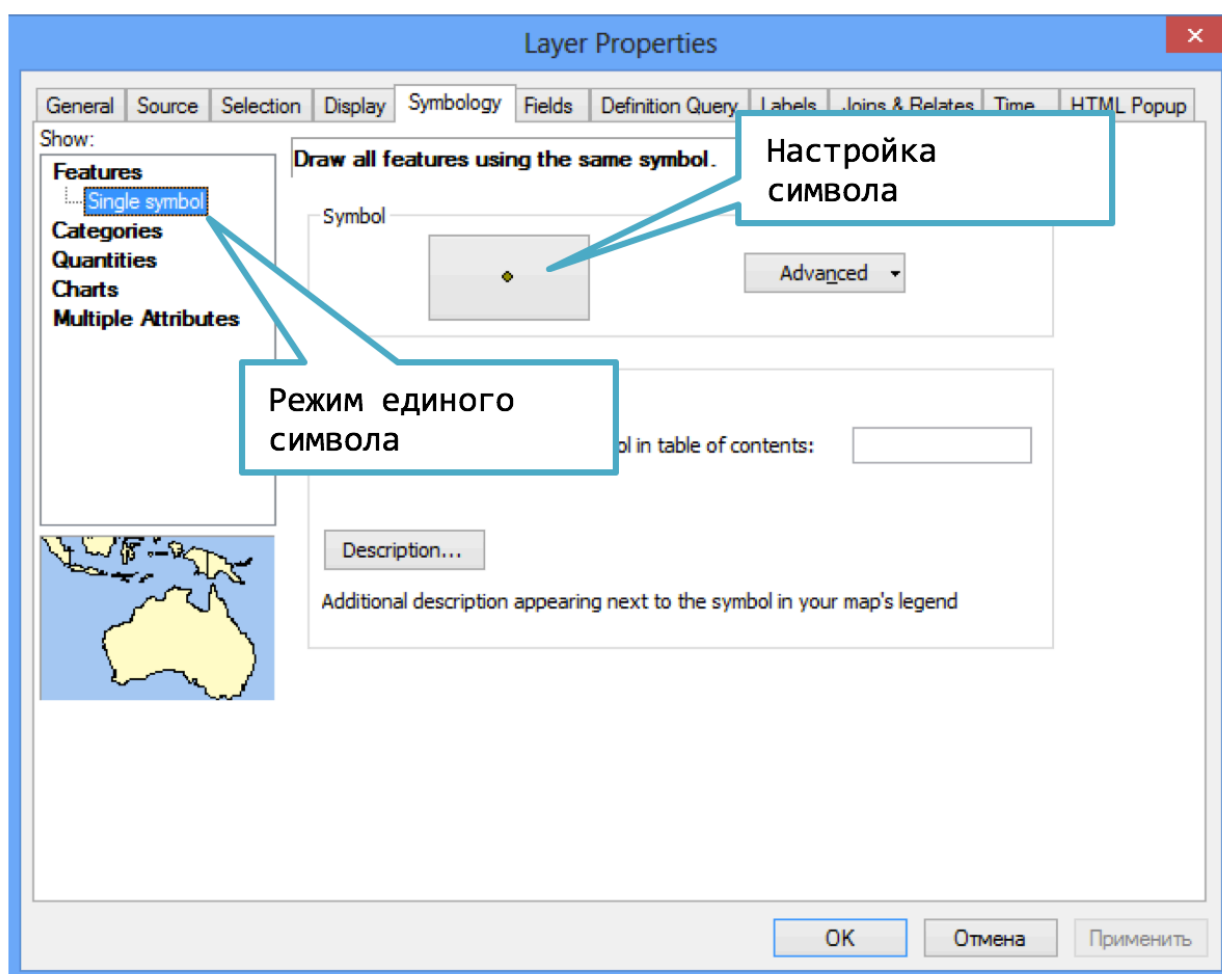 Layer Properties
General Source Selection Display Symbology Fields Definition Query Labels Joins & Relates Time HTML Popup
Show:
Features
Single symbol
Categories
Quantities
Charts
Multiple Attributes
Draw all features using the same symbol.
Настройка
символа
Symbol
Advanced
Режим единого
символа
in table of contents:
Description...
Additional description appearing next to the symbol in your map's legend
OK Отмена Применить